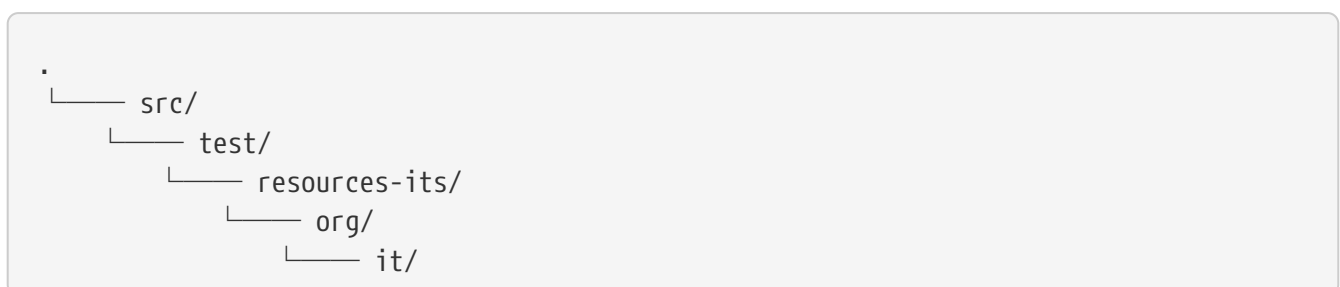 .
└──── src/
    └──── test/
        └──── resources-its/
            └──── org/
                └──── it/